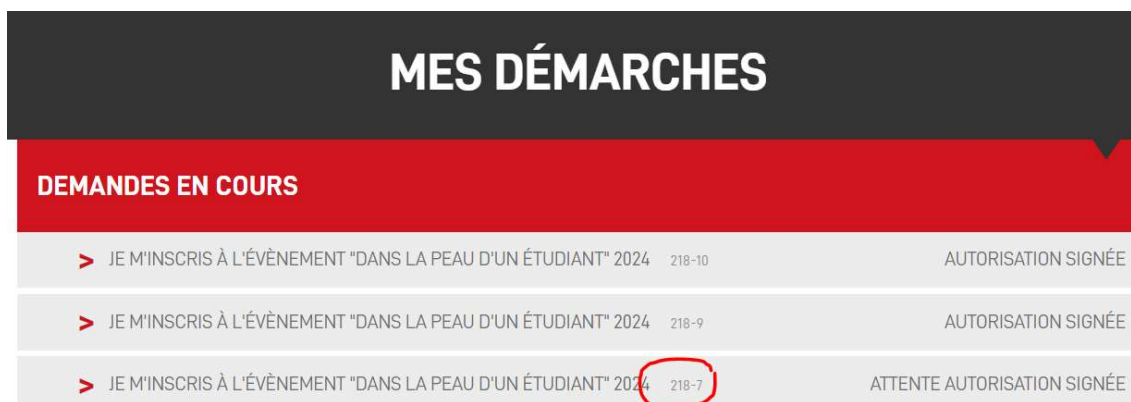 MES DÉMARCHES
DEMANDES EN COURS
> JE M'INSCRIS À L'ÉVÈNEMENT "DANS LA PEAU D'UN ÉTUDIANT" 2024 218-10 AUTORISATION SIGNÉE
> JE M'INSCRIS À L'ÉVÈNEMENT "DANS LA PEAU D'UN ÉTUDIANT" 2024 218-9 AUTORISATION SIGNÉE
> JE M'INSCRIS À L'ÉVÈNEMENT "DANS LA PEAU D'UN ÉTUDIANT" 2024 218-7 ATTENTE AUTORISATION SIGNÉE